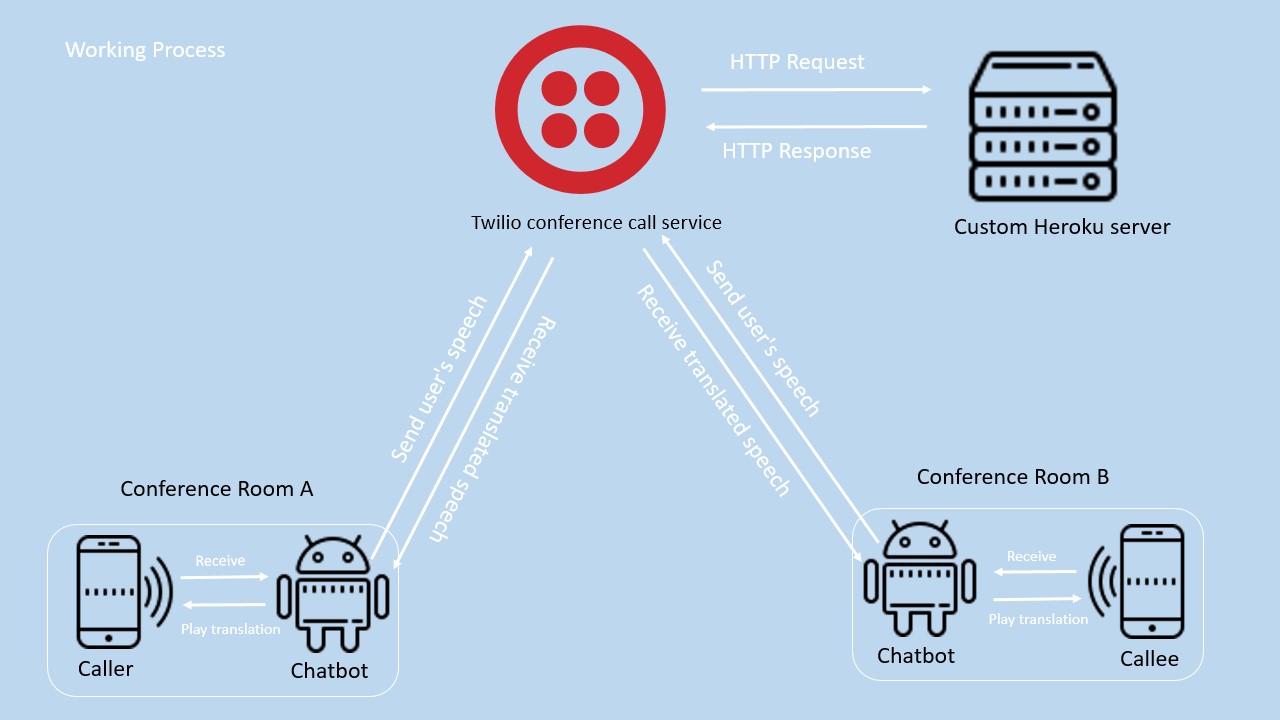 Working Process
HTTP Request
HTTP Response
Twilio conference call service
Custom Heroku server
Send user's speech
Receive translated speech
Receive translated speech
Send user's speech
Conference Room A
Conference Room B
Receive
Play translation
Caller
Chatbot
Receive
Play translation
Chatbot
Callee